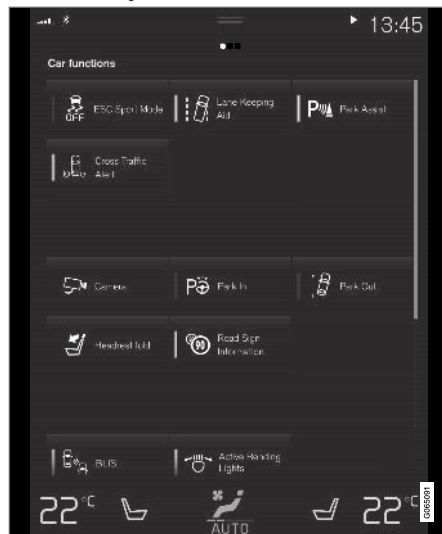 13:45
Car functions
OFF
ESC Sport Mode
Lane Keeping
Aid
P
Park Assist
Cross Traffic
Alert
Camera
P
Park In
Park Out
Headrest fold
90
Road Sign
Information
BLIS
Active Bending
Lights
22°C
AUTO
22°C
G065091